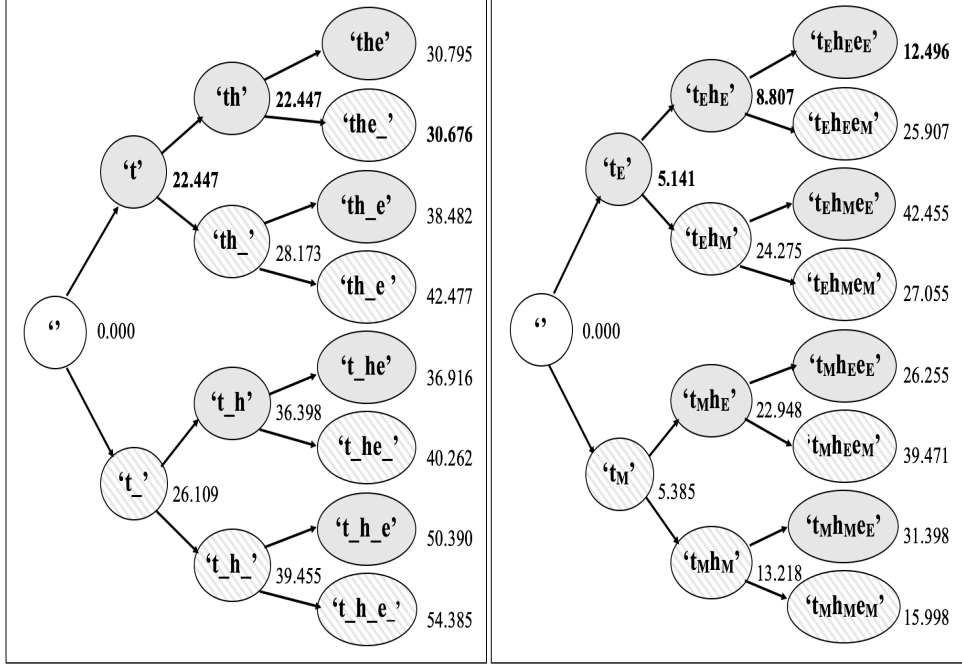 ‘’
0.000
‘t’
22.447
‘t_’
26.109
‘th’
22.447
‘th_’
28.173
‘t_h’
36.398
‘t_h_’
39.455
‘the’
30.795
‘the_’
30.676
‘th_e’
38.482
‘th_e ’
42.477
‘t_he’
36.916
‘t_he_’
40.262
‘t_h_e’
50.390
‘t_h_e_’
54.385
‘’
0.000
‘tE’
5.141
‘tM’
5.385
‘tEhE’
8.807
‘tEhM’
24.275
‘tMhE’
22.948
‘tMhM’
13.218
‘tEhEeE’
12.496
‘tEhEeM’
25.907
‘tEhMeE’
42.455
‘tEhMeM’
27.055
‘tMhEeE’
26.255
‘tMhEeM’
39.471
‘tMhMeE’
31.398
‘tMhMeM’
15.998